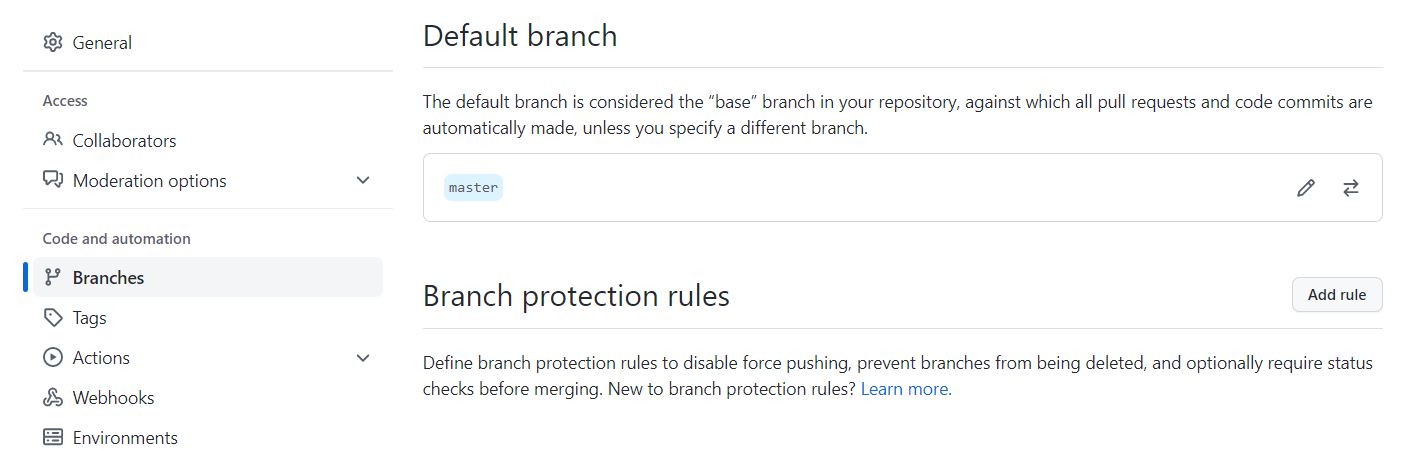 General
Access
Collaborators
Moderation options
Code and automation
Branches
Tags
Actions
Webhooks
Environments
Default branch
The default branch is considered the “base” branch in your repository, against which all pull requests and code commits are
automatically made, unless you specify a different branch.
master
Branch protection rules
Add rule
Define branch protection rules to disable force pushing, prevent branches from being deleted, and optionally require status
checks before merging. New to branch protection rules? Learn more.